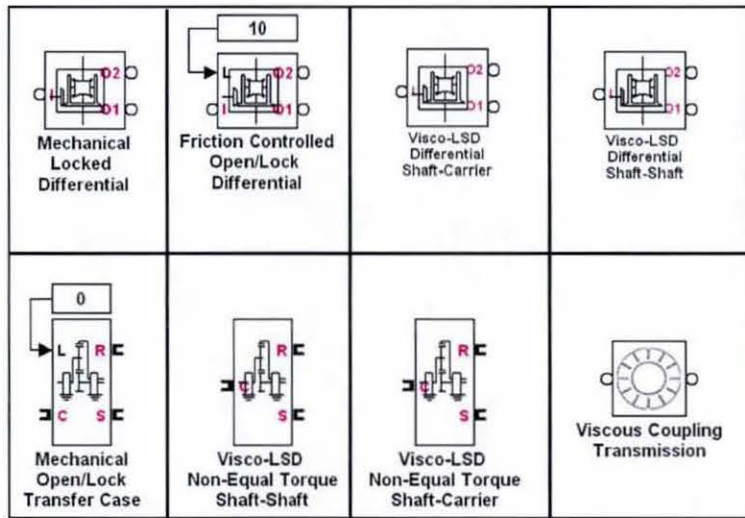 O2
I
O1
Mechanical
Locked
Differential
10
L
O2
I
O1
Friction Controlled
Open/Lock
Differential
O2
I
O1
Visco-LSD
Differential
Shaft-Carrier
O2
I
O1
Visco-LSD
Differential
Shaft-Shaft
0
L
R
C
S
Mechanical
Open/Lock
Transfer Case
R
C
S
Visco-LSD
Non-Equal Torque
Shaft-Shaft
R
C
S
Visco-LSD
Non-Equal Torque
Shaft-Carrier
Viscous Coupling
Transmission